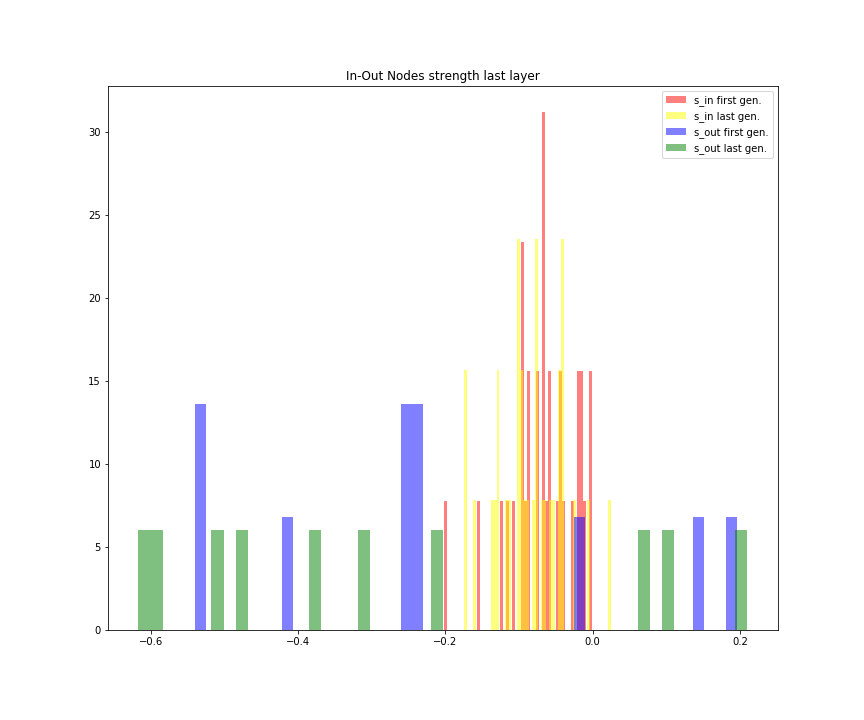 In-Out Nodes strength last layer
s_in first gen.
s_in last gen.
s_out first gen.
s_out last gen.
30
25
20
15
10
5
0
−0.6 −0.4 −0.2 0.0 0.2